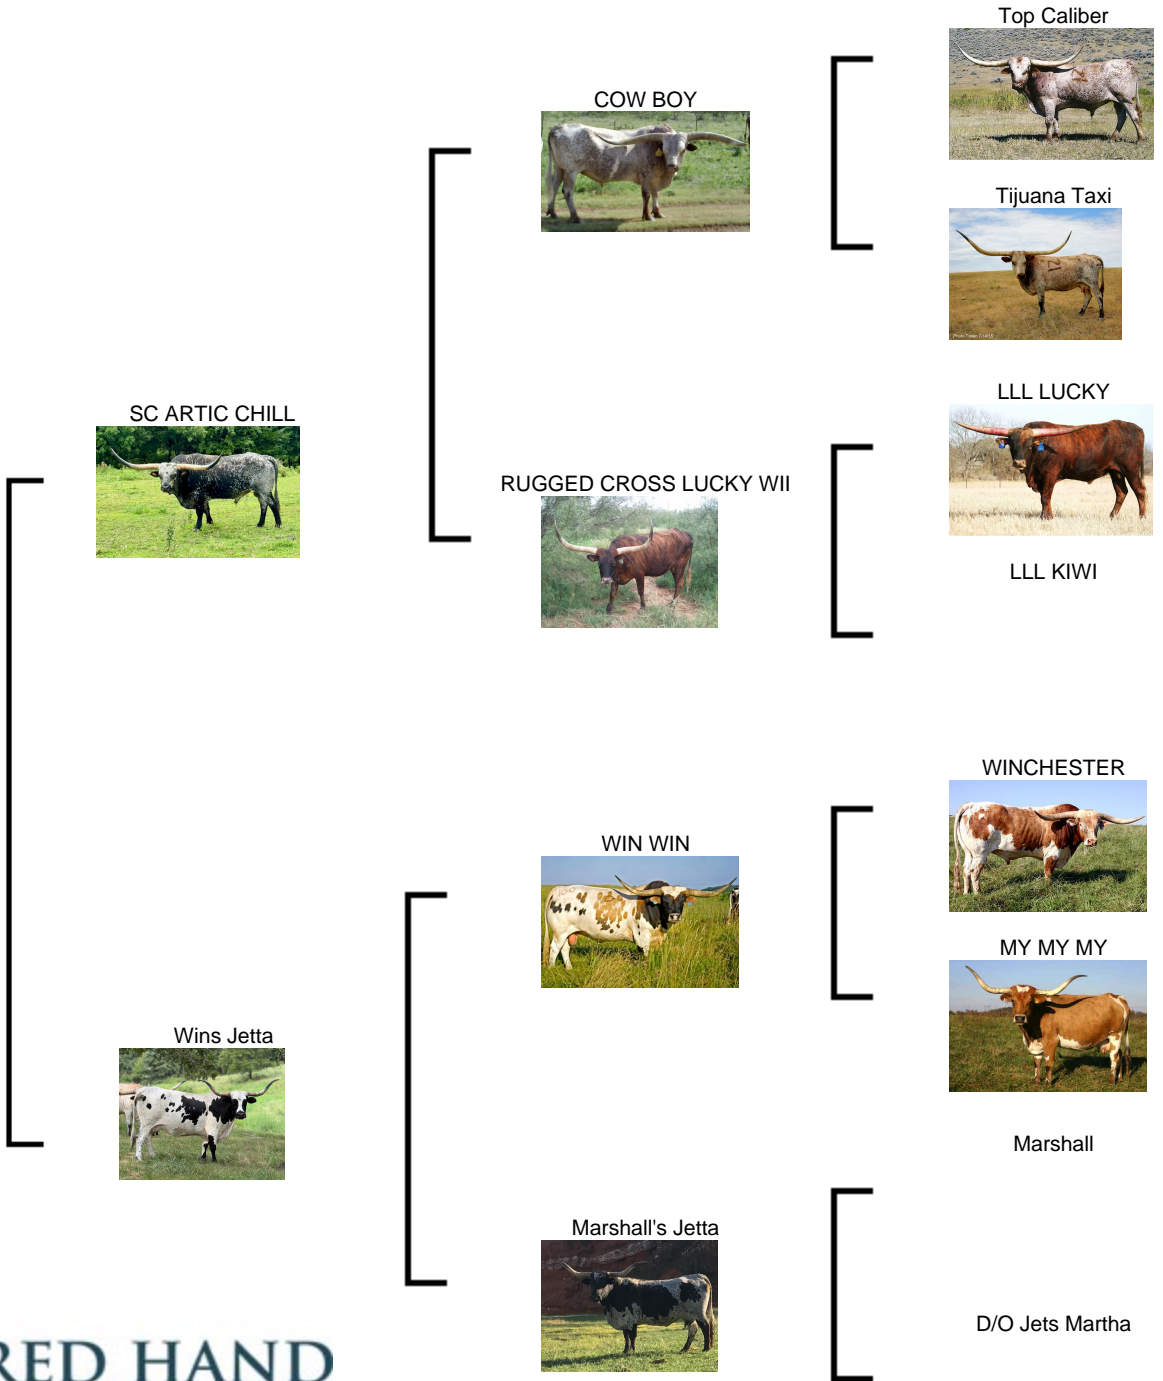 Top Caliber
COW BOY
Tijuana Taxi
SC ARTIC CHILL
LLL LUCKY
RUGGED CROSS LUCKY WII
LLL KIWI
WINCHESTER
WIN WIN
MY MY MY
Wins Jetta
Marshall
Marshall's Jetta
D/O Jets Martha
RED HAND